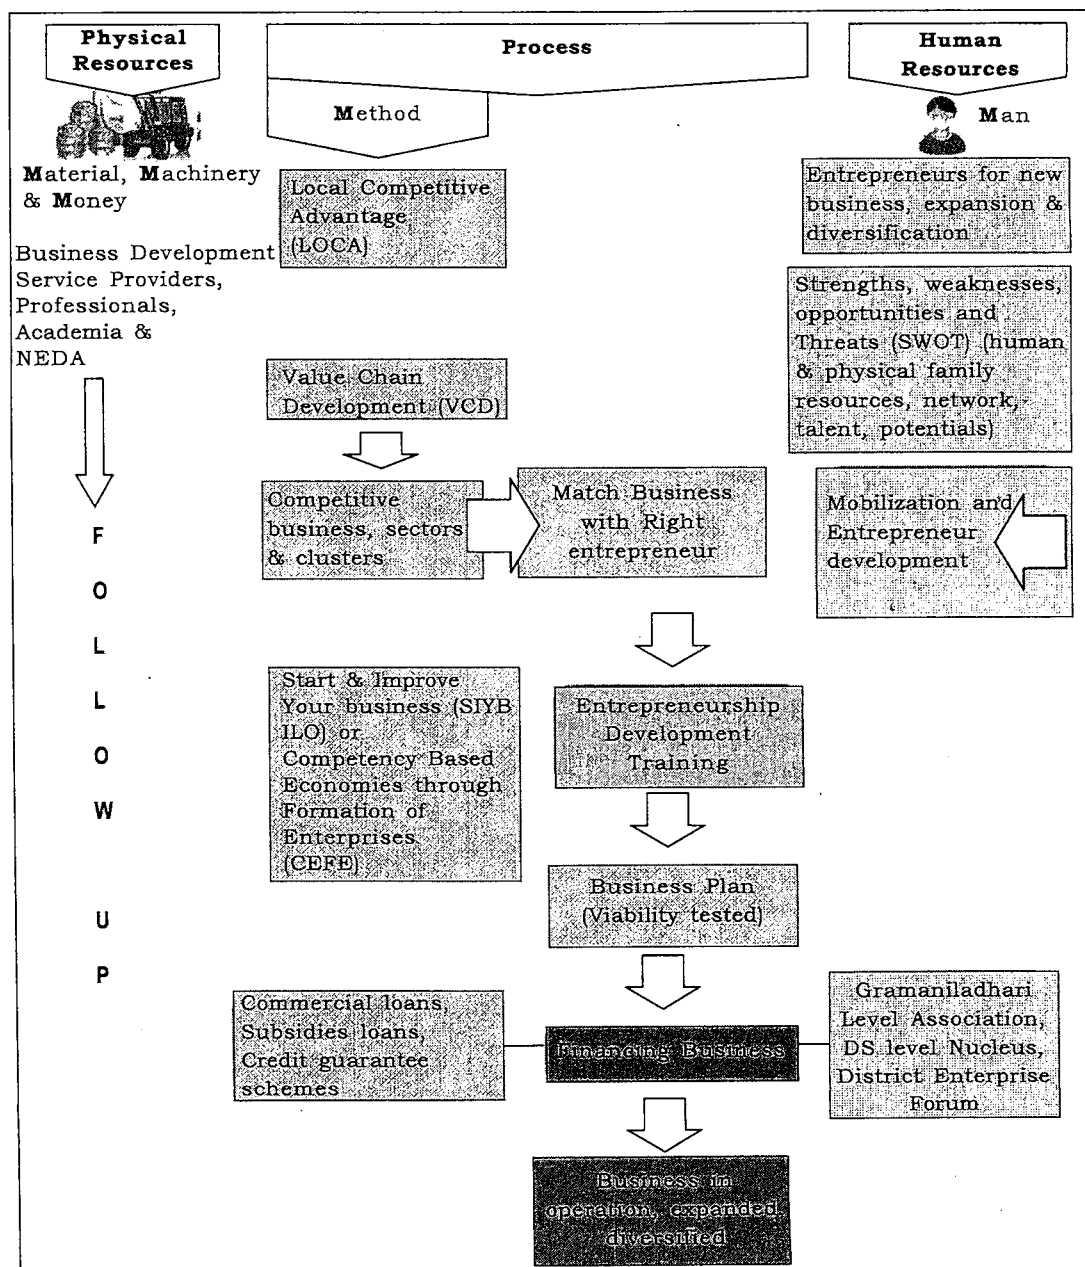 Physical
Resources
Process
Human
Resources
Method
Man
Material, Machinery
& Money
Local Competitive
Advantage
(LOCA)
Entrepreneurs for new
business, expansion &
diversification
Business Development
Service Providers,
Professionals,
Academia &
NEDA
Strengths, weaknesses,
opportunities and
Threats (SWOT) (human
& physical family
resources, network,
talent, potentials)
Value Chain
Development (VCD)
Competitive
business, sectors
& clusters
Match Business
with Right
entrepreneur
Mobilization and
Entrepreneur
development
F
O
L
L
O
W
U
P
Start & Improve
Your business (SIYB
ILO) or
Competency Based
Economies through
Formation of
Enterprises
(CEFE)
Entrepreneurship
Development
Training
Business Plan
(Viability tested)
Commercial loans,
Subsidies loans,
Credit guarantee
schemes
Financing Business
Gramaniladhari
Level Association,
DS level Nucleus,
District Enterprise
Forum
Business in
operation, expanded,
diversified